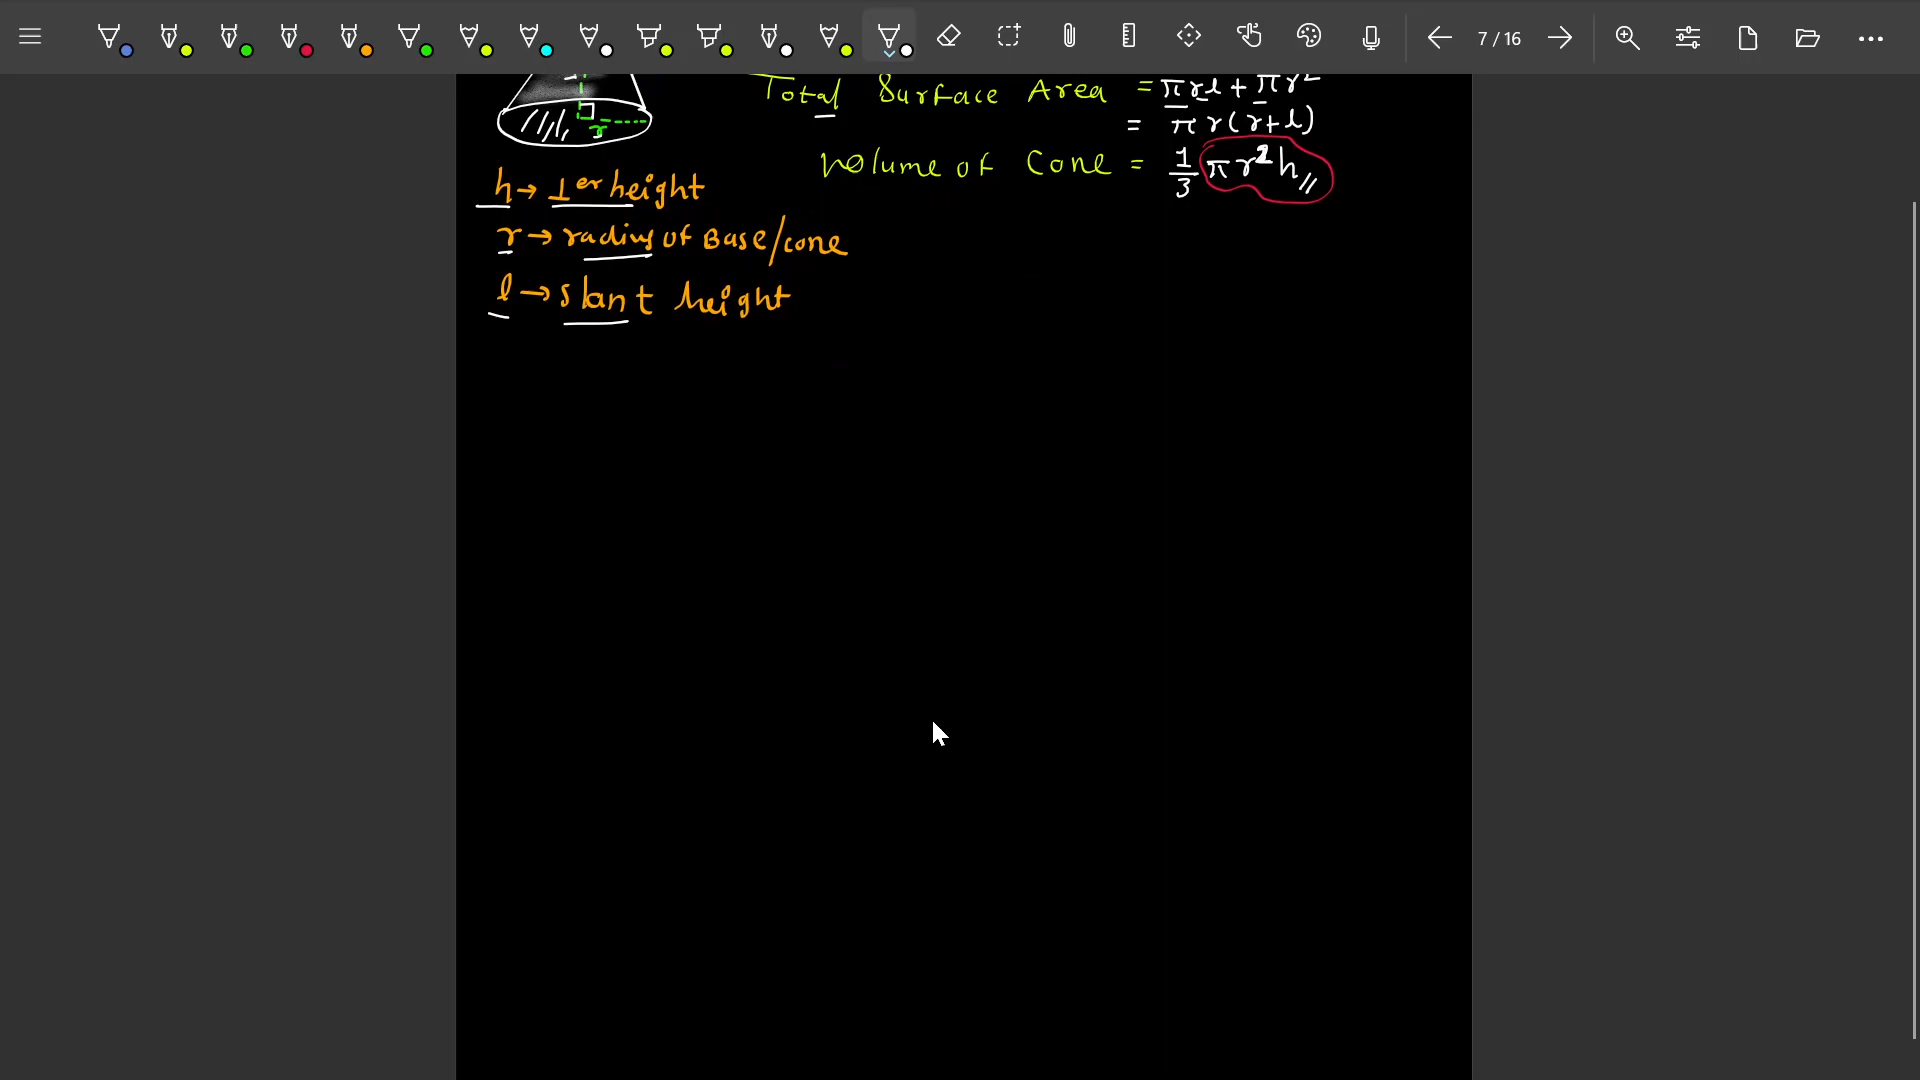 7 / 16
Total Surface Area = πrl + πr²
= πr(r+l)
r
Volume of Cone = 1/3 πr²h
h → ⊥er height
r → radius of Base/cone
l → slant height